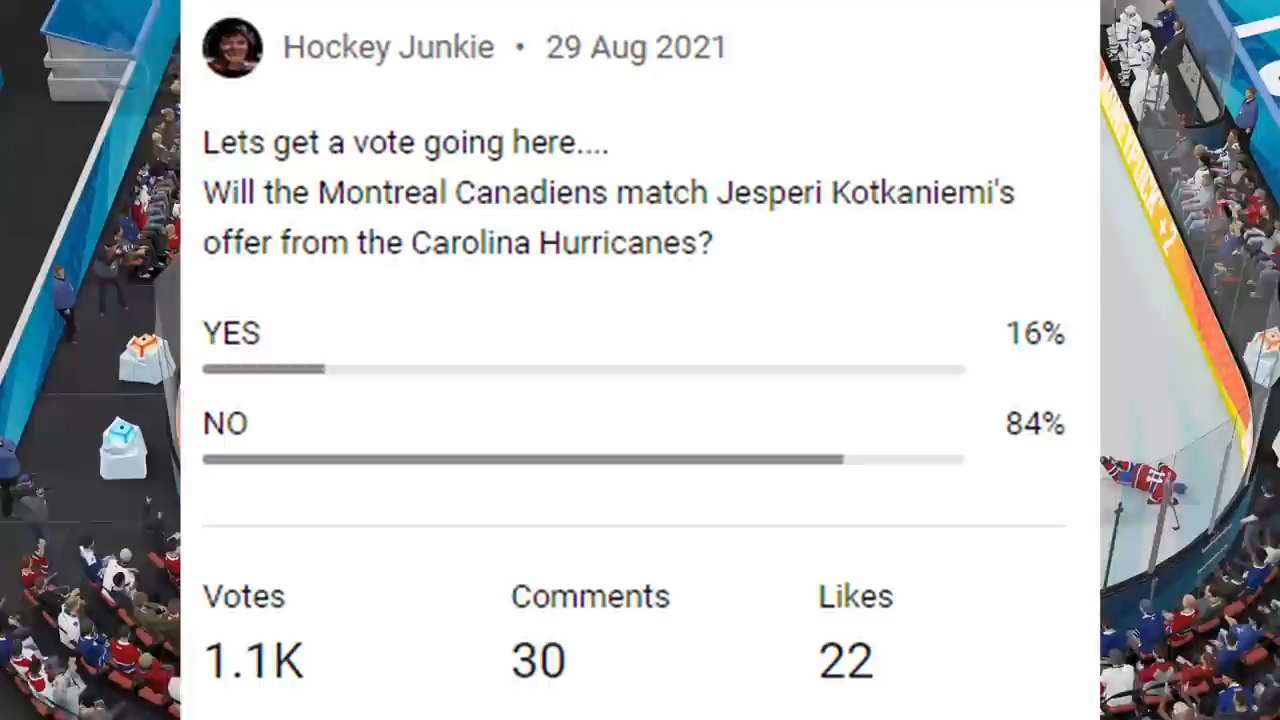 Hockey Junkie • 29 Aug 2021
Lets get a vote going here....
Will the Montreal Canadiens match Jesperi Kotkaniemi's
offer from the Carolina Hurricanes?
YES 16%
NO 84%
Votes Comments Likes
1.1K 30 22